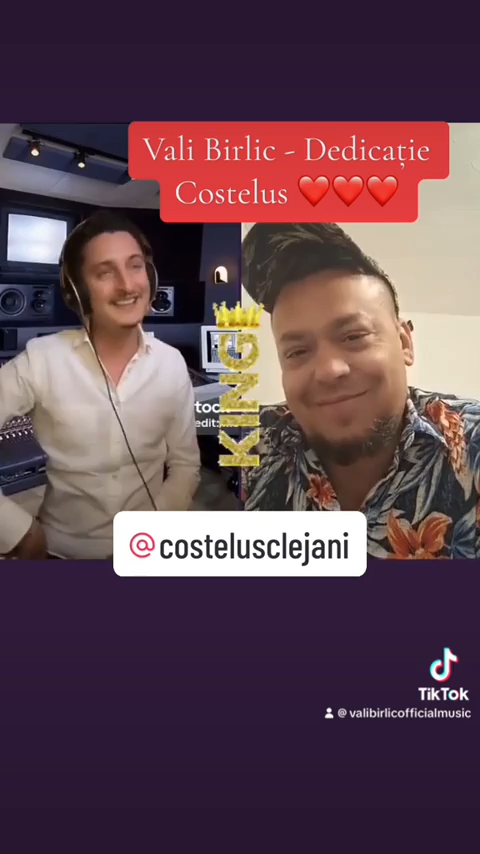 Vali Birlic - Dedicație
Costelus ❤️❤️❤️
KING
@costelusclejani
TikTok
@ valibirlicofficialmusic